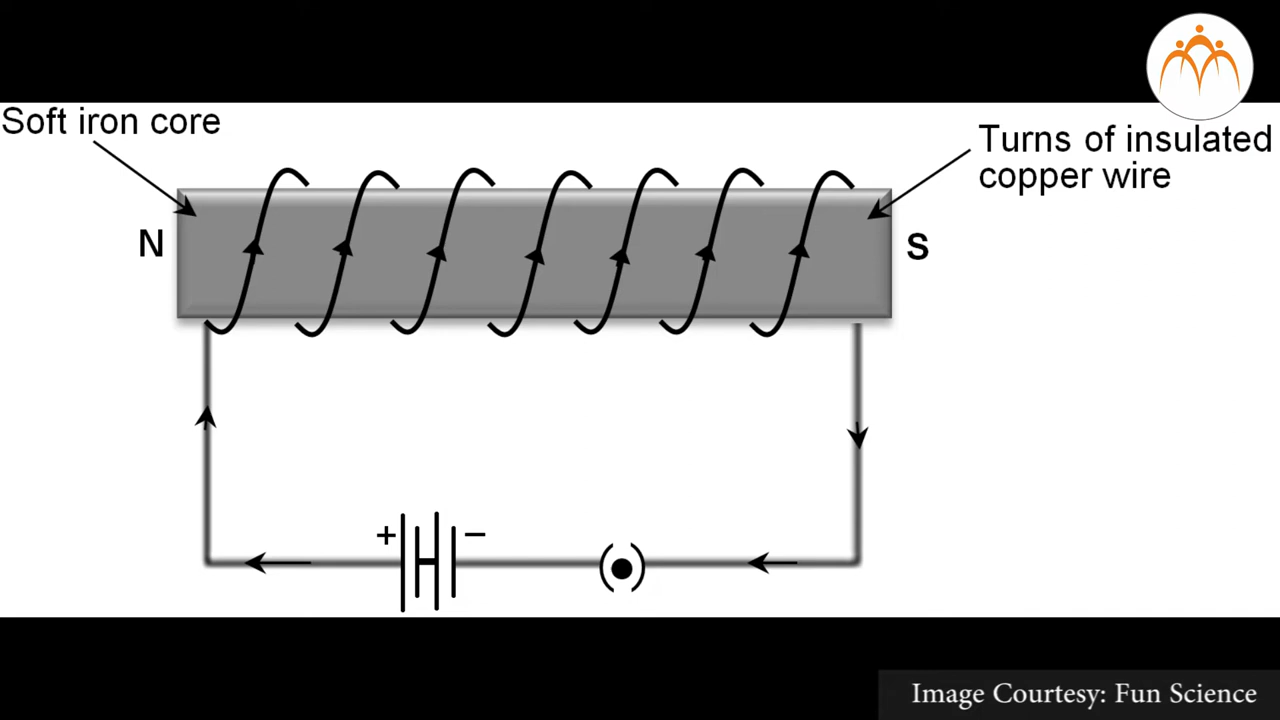 Soft iron core
Turns of insulated
copper wire
N
S
+ −
Image Courtesy: Fun Science